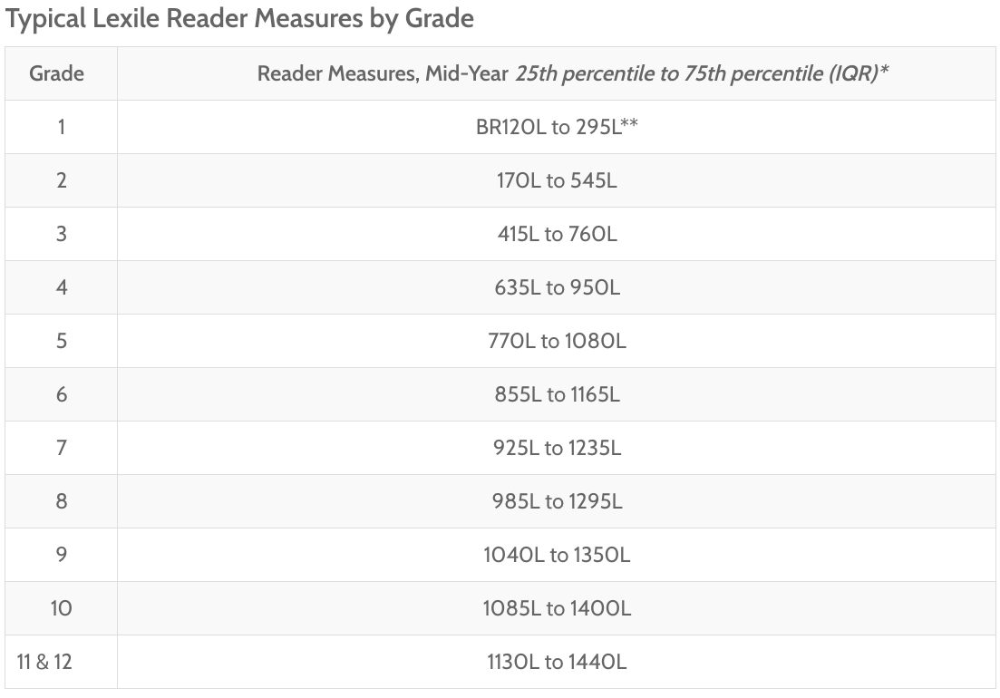 Typical Lexile Reader Measures by Grade
Grade Reader Measures, Mid-Year 25th percentile to 75th percentile (IQR)*
1 BR120L to 295L**
2 170L to 545L
3 415L to 760L
4 635L to 950L
5 770L to 1080L
6 855L to 1165L
7 925L to 1235L
8 985L to 1295L
9 1040L to 1350L
10 1085L to 1400L
11 & 12 1130L to 1440L